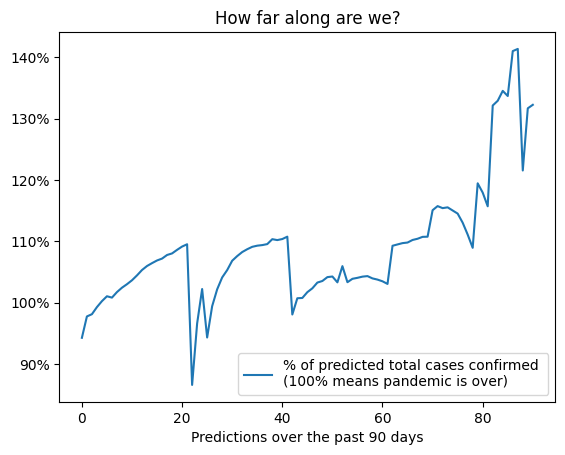 How far along are we?
140%
130%
120%
110%
100%
90%
% of predicted total cases confirmed
(100% means pandemic is over)
0 20 40 60 80
Predictions over the past 90 days